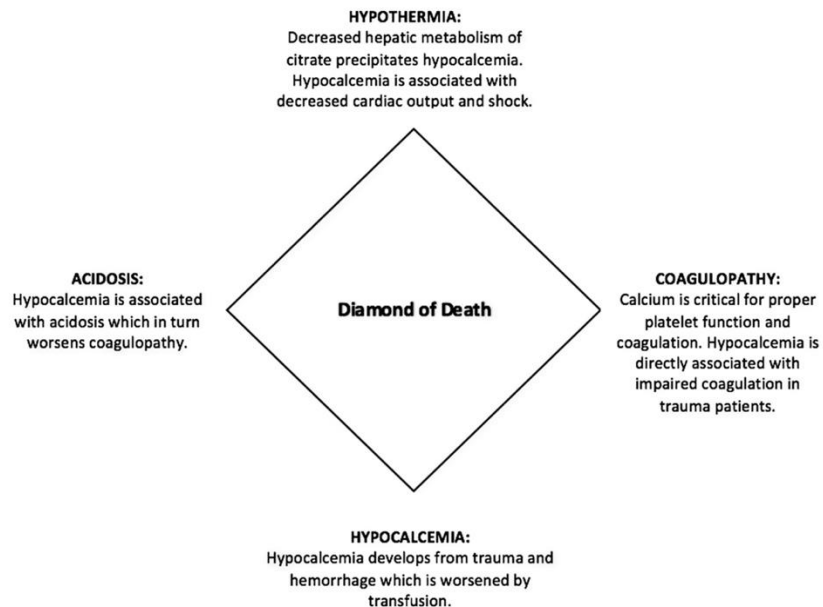 HYPOTHERMIA:
Decreased hepatic metabolism of
citrate precipitates hypocalcemia.
Hypocalcemia is associated with
decreased cardiac output and shock.
ACIDOSIS:
Hypocalcemia is associated
with acidosis which in turn
worsens coagulopathy.
Diamond of Death
COAGULOPATHY:
Calcium is critical for proper
platelet function and
coagulation. Hypocalcemia is
directly associated with
impaired coagulation in
trauma patients.
HYPOCALCEMIA:
Hypocalcemia develops from trauma and
hemorrhage which is worsened by
transfusion.